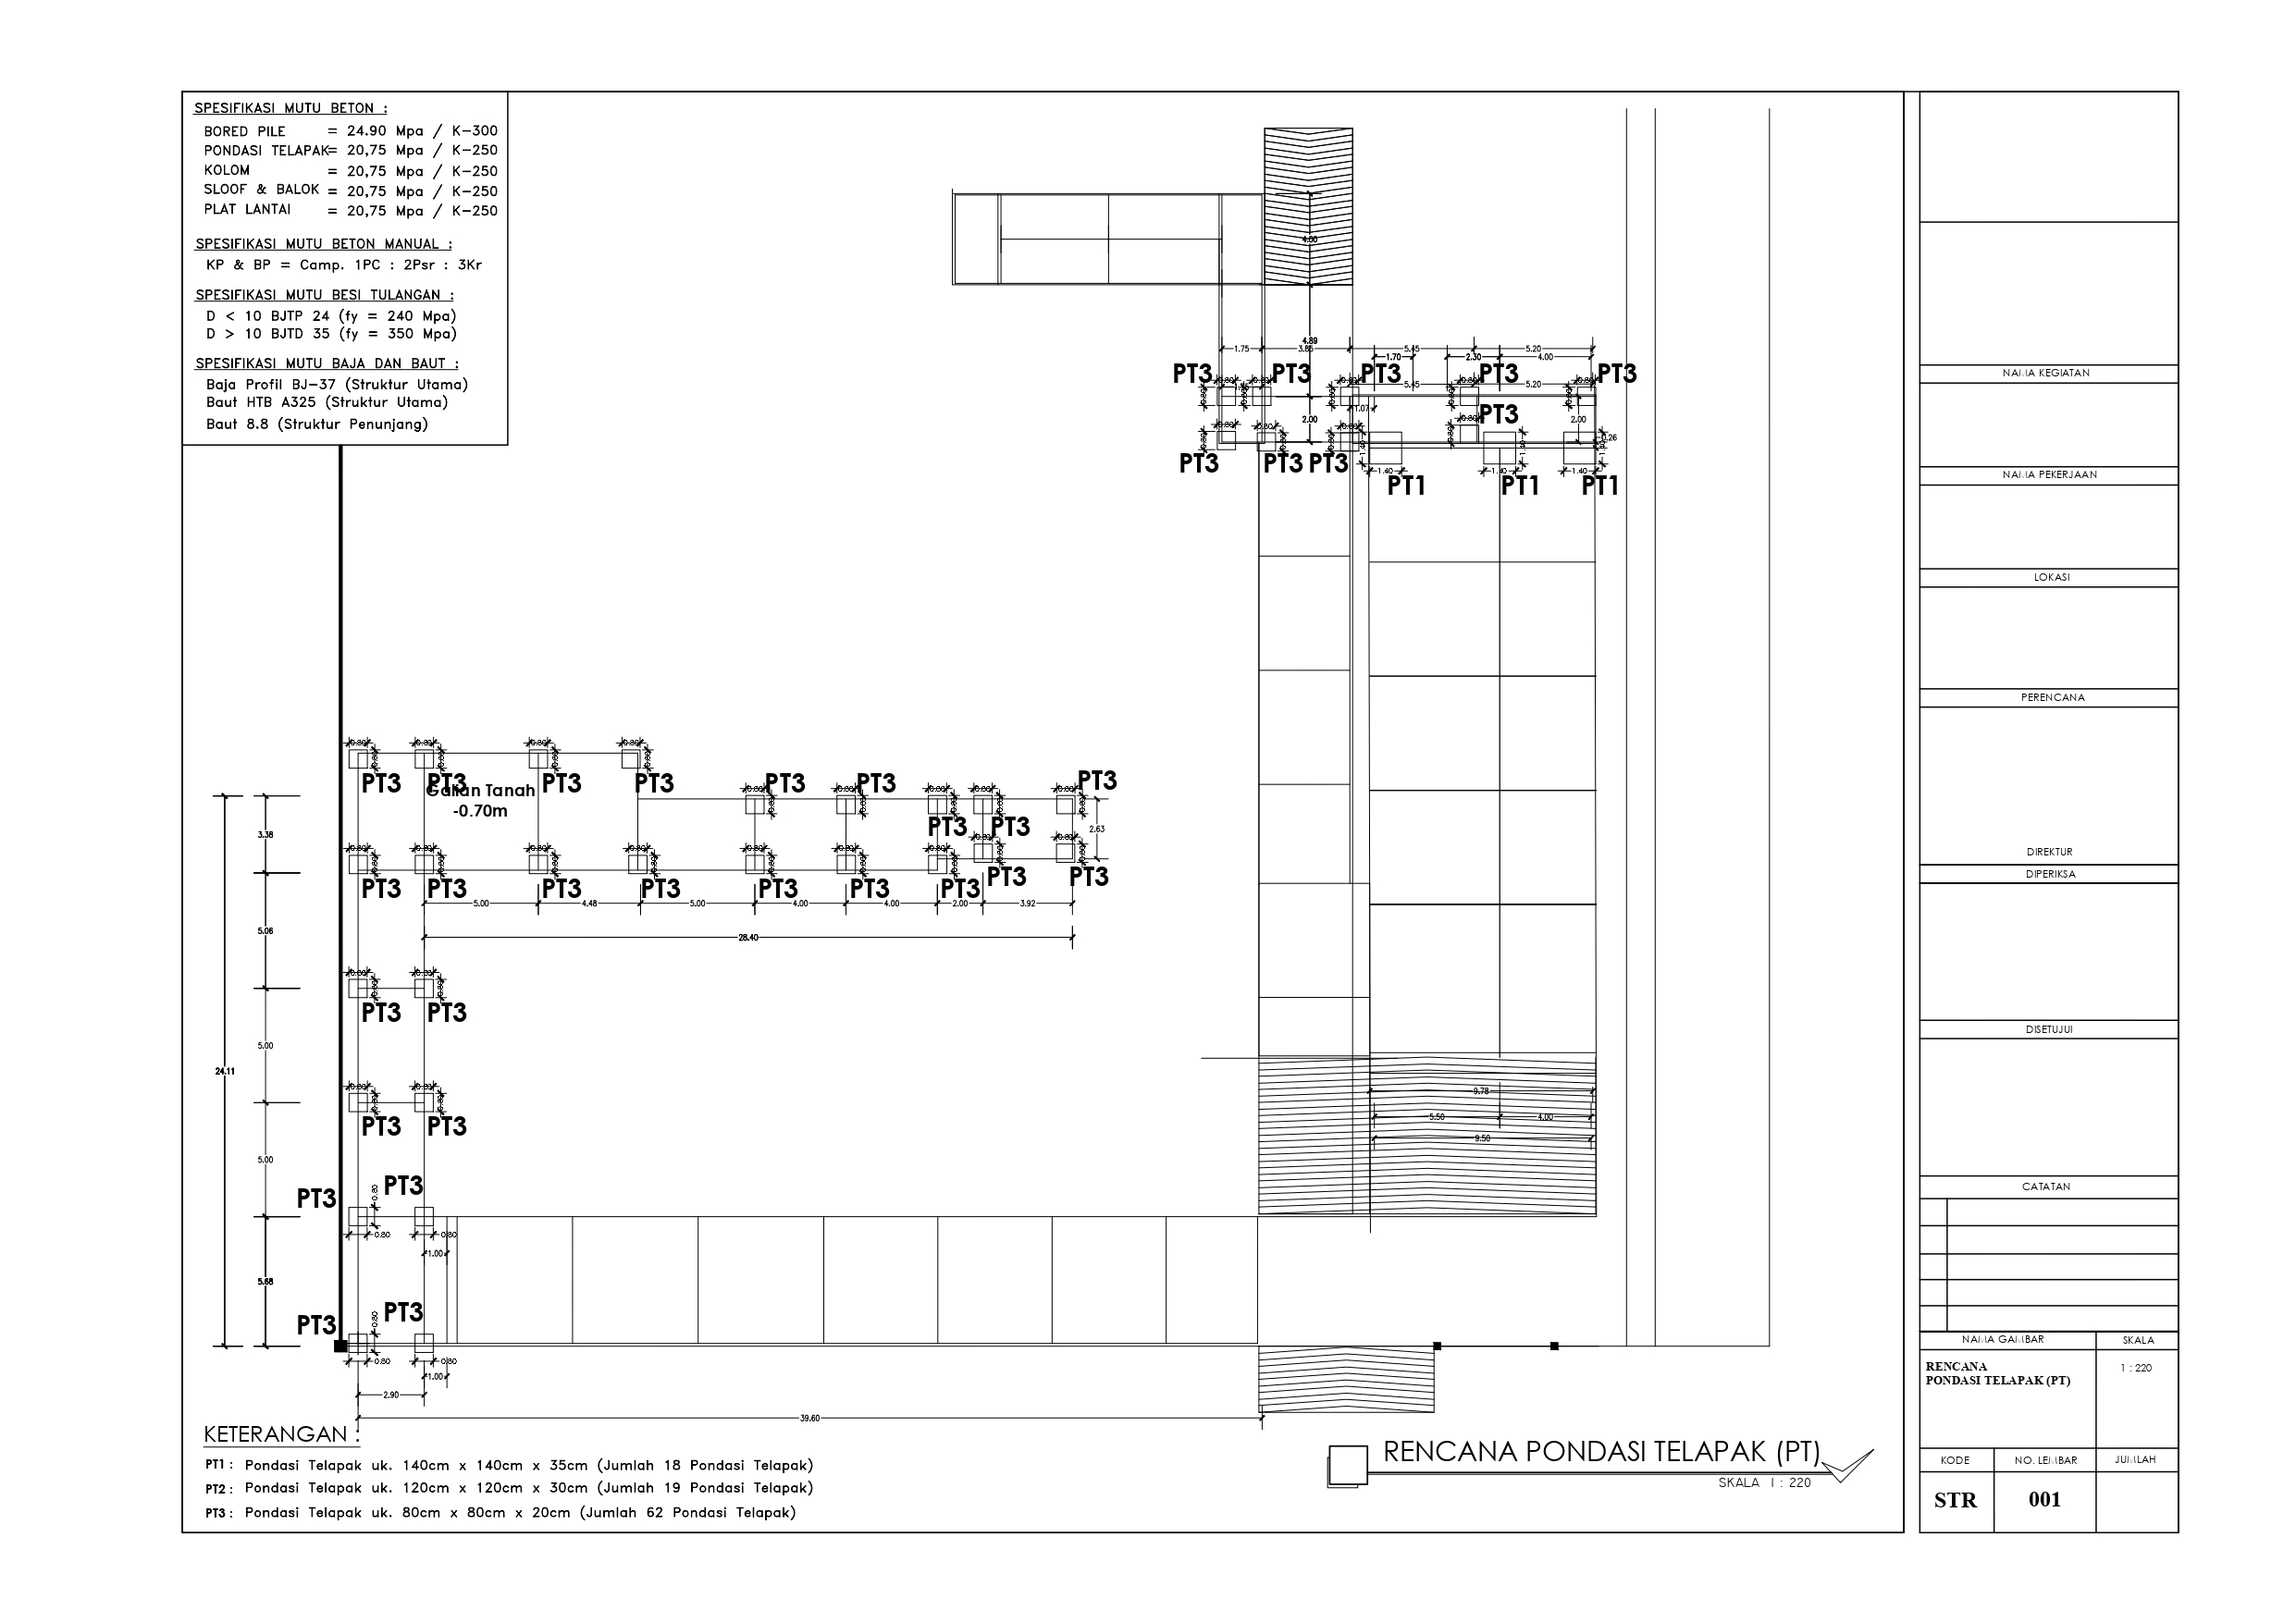 SPESIFIKASI MUTU BETON :
BORED PILE = 24.90 Mpa / K-300
PONDASI TELAPAK= 20,75 Mpa / K-250
KOLOM = 20,75 Mpa / K-250
SLOOF & BALOK = 20,75 Mpa / K-250
PLAT LANTAI = 20,75 Mpa / K-250
SPESIFIKASI MUTU BETON MANUAL :
KP & BP = Camp. 1PC : 2Psr : 3Kr
SPESIFIKASI MUTU BESI TULANGAN :
D < 10 BJTP 24 (fy = 240 Mpa)
D > 10 BJTD 35 (fy = 350 Mpa)
SPESIFIKASI MUTU BAJA DAN BAUT :
Baja Profil BJ-37 (Struktur Utama)
Baut HTB A325 (Struktur Utama)
Baut 8.8 (Struktur Penunjang)
4.00
4.89
1.75 3.85 5.45 5.20
1.70 2.30 4.00
PT3 PT3 PT3 PT3 PT3
5.45 5.20
1.07
PT3
2.00 2.00
0.26
PT3 PT3 PT3
1.40 1.40 1.40
PT1 PT1 PT1
0.80 0.80 0.80 0.80
PT3 PT3 PT3 PT3 PT3 PT3 PT3
Galian Tanah
-0.70m
PT3 PT3
3.38
2.63
PT3 PT3
PT3 PT3 PT3 PT3 PT3 PT3 PT3
5.00 4.48 5.00 4.00 4.00 2.00 3.92
5.06
28.40
PT3 PT3
5.00
24.11
PT3 PT3
5.00
9.78
5.50 4.00
9.50
PT3 PT3
0.80
0.80 0.80
1.00
5.68
PT3 PT3
0.80
0.80 0.80
1.00
2.90
39.60
KETERANGAN :
PT1 : Pondasi Telapak uk. 140cm x 140cm x 35cm (Jumlah 18 Pondasi Telapak)
PT2 : Pondasi Telapak uk. 120cm x 120cm x 30cm (Jumlah 19 Pondasi Telapak)
PT3 : Pondasi Telapak uk. 80cm x 80cm x 20cm (Jumlah 62 Pondasi Telapak)
RENCANA PONDASI TELAPAK (PT)
SKALA 1 : 220
NAMA KEGIATAN
NAMA PEKERJAAN
LOKASI
PERENCANA
DIREKTUR
DIPERIKSA
DISETUJUI
CATATAN
NAMA GAMBAR SKALA
RENCANA
PONDASI TELAPAK (PT)
1 : 220
KODE NO. LEMBAR JUMLAH
STR 001